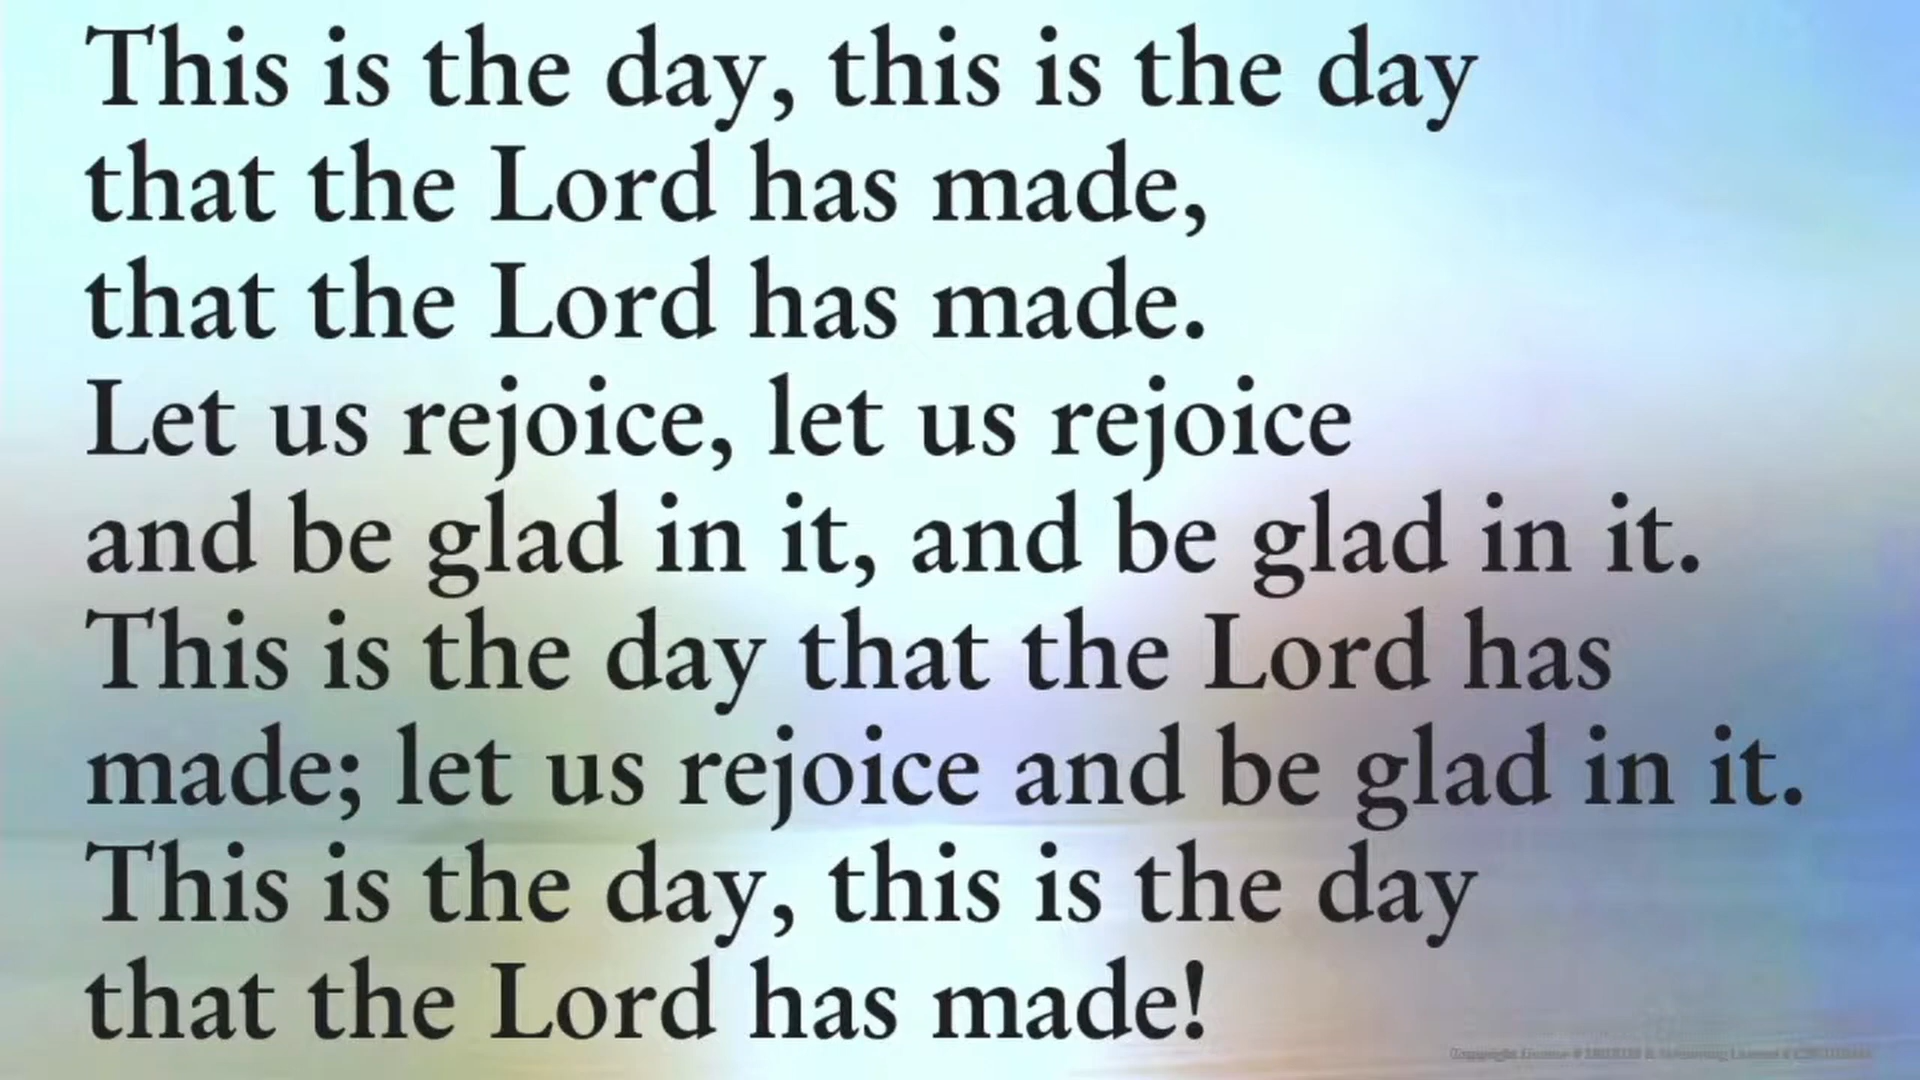 This is the day, this is the day
that the Lord has made,
that the Lord has made.
Let us rejoice, let us rejoice
and be glad in it, and be glad in it.
This is the day that the Lord has
made; let us rejoice and be glad in it.
This is the day, this is the day
that the Lord has made!